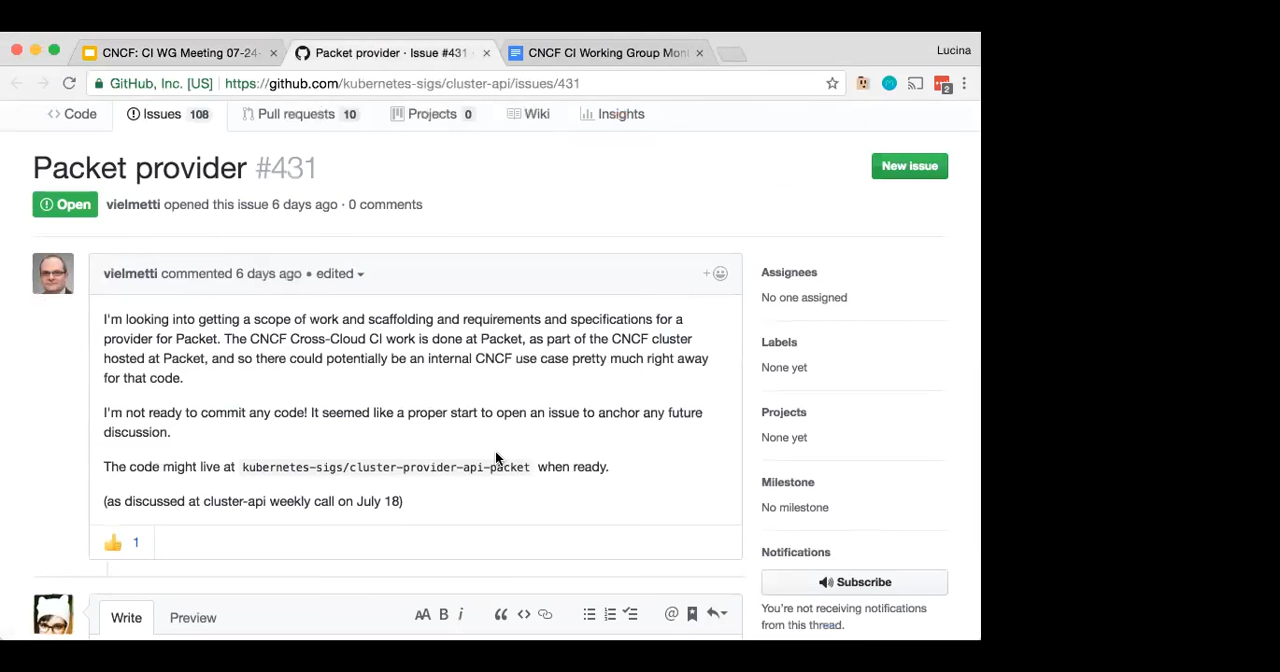 CNCF: CI WG Meeting 07-24-
Packet provider · Issue #431
CNCF CI Working Group Mont
Lucina
GitHub, Inc. [US]
https://github.com/kubernetes-sigs/cluster-api/issues/431
2
Code
Issues 108
Pull requests 10
Projects 0
Wiki
Insights
Packet provider #431
New issue
Open
vielmetti opened this issue 6 days ago · 0 comments
vielmetti commented 6 days ago • edited
I'm looking into getting a scope of work and scaffolding and requirements and specifications for a
provider for Packet. The CNCF Cross-Cloud CI work is done at Packet, as part of the CNCF cluster
hosted at Packet, and so there could potentially be an internal CNCF use case pretty much right away
for that code.
I'm not ready to commit any code! It seemed like a proper start to open an issue to anchor any future
discussion.
The code might live at kubernetes-sigs/cluster-provider-api-packet when ready.
(as discussed at cluster-api weekly call on July 18)
1
Assignees
No one assigned
Labels
None yet
Projects
None yet
Milestone
No milestone
Notifications
Subscribe
You're not receiving notifications
from this thread.
Write
Preview
AA B i